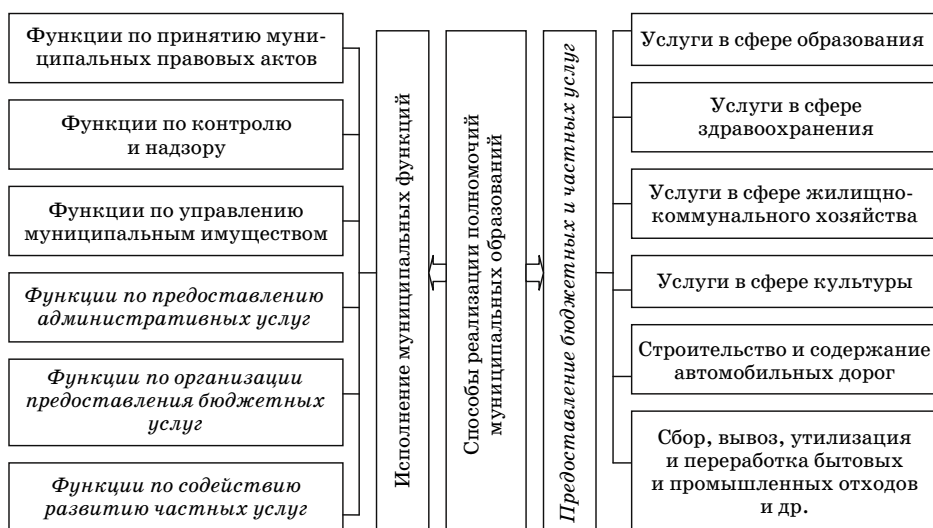 Функции по принятию муни-
ципальных правовых актов
Функции по контролю
и надзору
Функции по управлению
муниципальным имуществом
Функции по предоставлению
административных услуг
Функции по организации
предоставления бюджетных
услуг
Функции по содействию
развитию частных услуг
Исполнение муниципальных функций
Способы реализации полномочий
муниципальных образований
Предоставление бюджетных и частных услуг
Услуги в сфере образования
Услуги в сфере
здравоохранения
Услуги в сфере жилищно-
коммунального хозяйства
Услуги в сфере культуры
Строительство и содержание
автомобильных дорог
Сбор, вывоз, утилизация
и переработка бытовых
и промышленных отходов
и др.